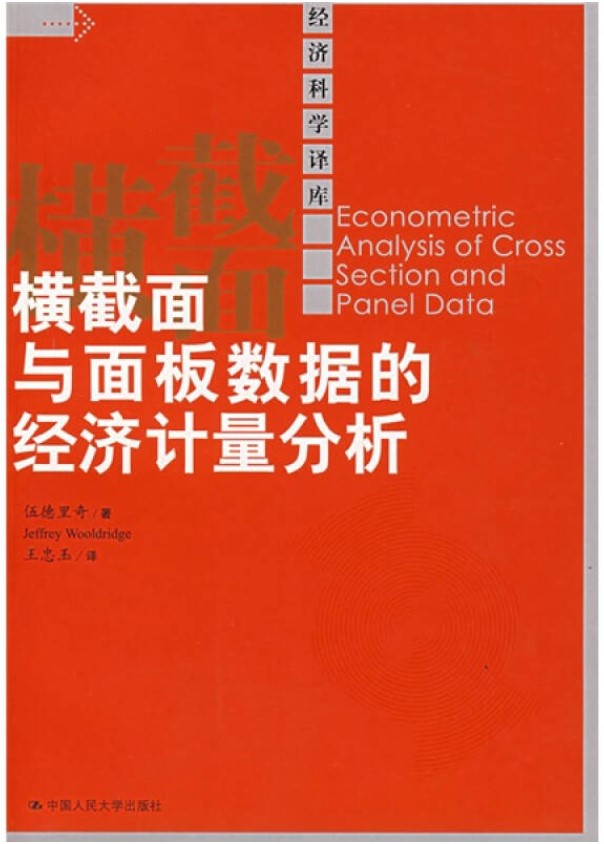 经济科学译库
Econometric
Analysis of Cross
Section and
Panel Data
横截面
横截面
与面板数据的
经济计量分析
伍德里奇/著
Jeffrey Wooldridge
王忠玉/译
中国人民大学出版社